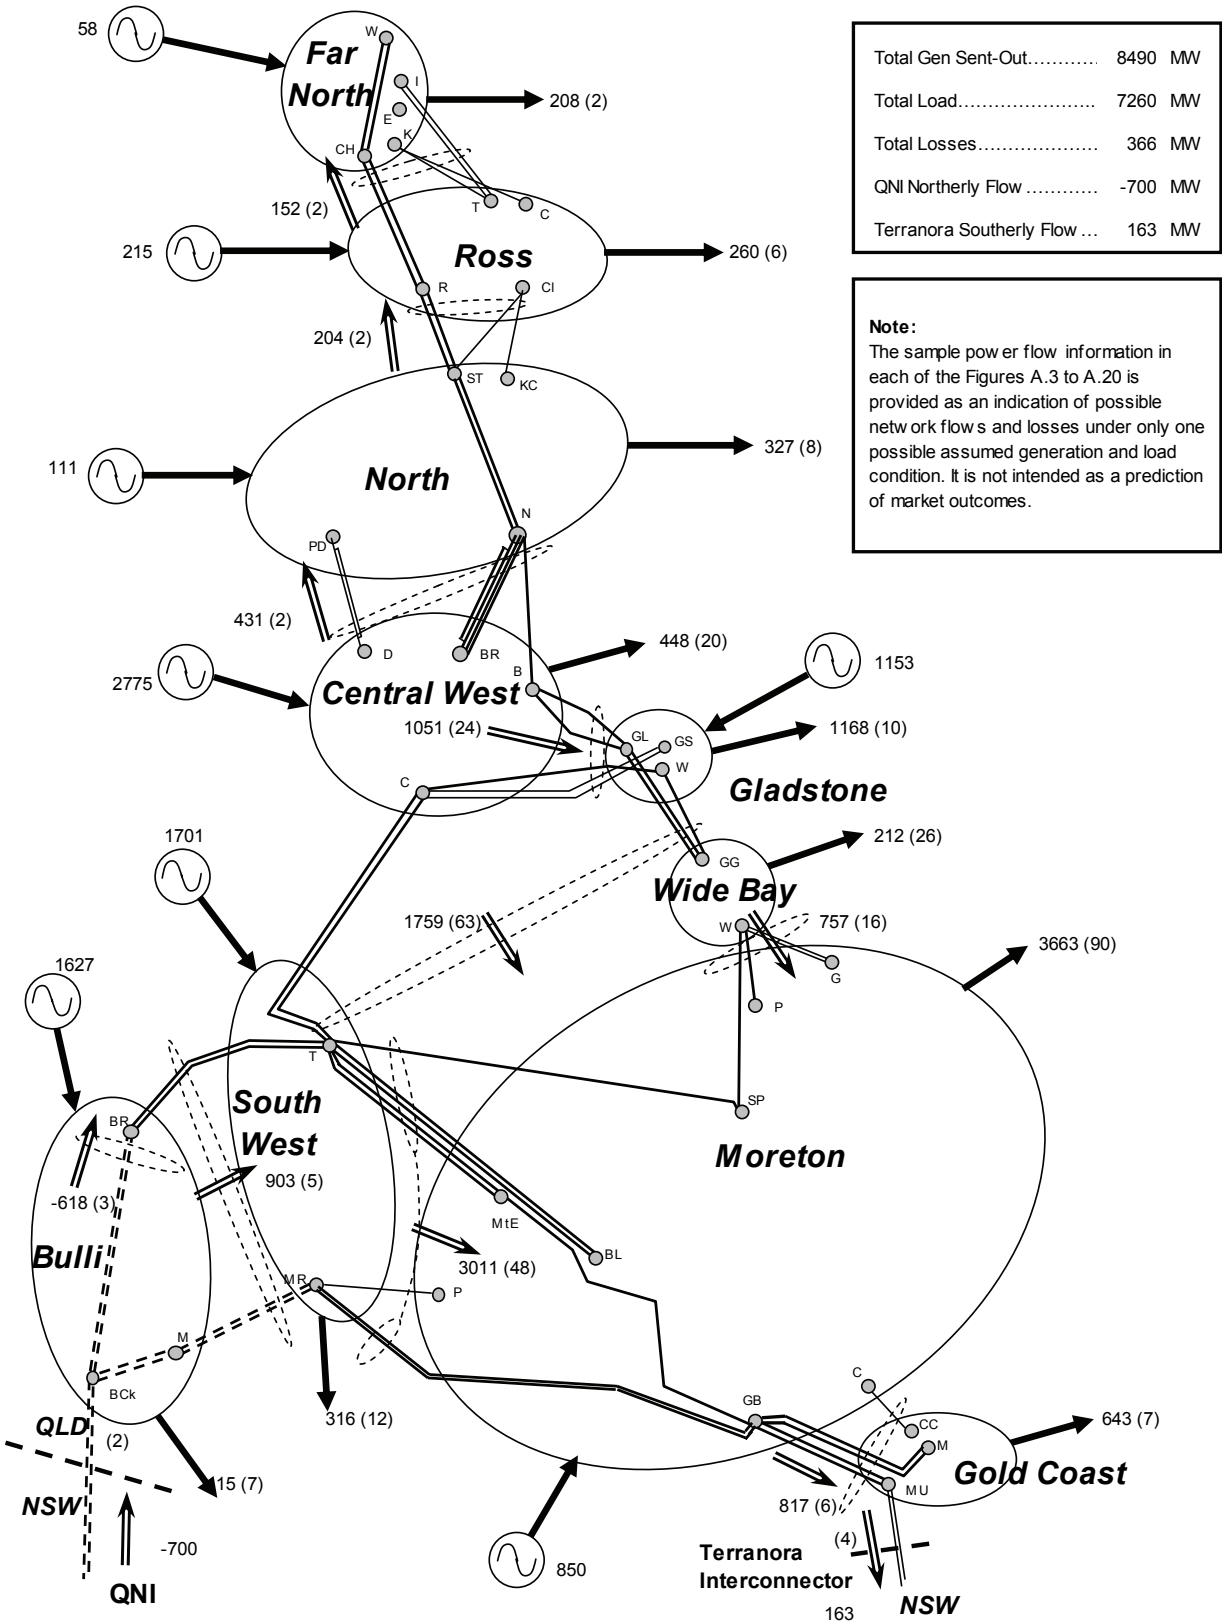 58
W
Far
North
I
E
K
CH
208 (2)
Total Gen Sent-Out............ 8490 MW
Total Load...................... 7260 MW
Total Losses.................... 366 MW
QNI Northerly Flow ............ -700 MW
Terranora Southerly Flow ... 163 MW
152 (2)
T
C
215
Ross
260 (6)
R
CI
204 (2)
ST
KC
Note:
The sample power flow information in
each of the Figures A.3 to A.20 is
provided as an indication of possible
network flows and losses under only one
possible assumed generation and load
condition. It is not intended as a prediction
of market outcomes.
111
North
327 (8)
N
PD
431 (2)
D
BR
B
448 (20)
1153
2775
Central West
1051 (24)
GL
GS
W
1168 (10)
C
Gladstone
1701
212 (26)
GG
Wide Bay
1759 (63)
W
757 (16)
3663 (90)
G
P
1627
T
BR
South
West
SP
Moreton
903 (5)
-618 (3)
MtE
BL
Bulli
3011 (48)
MR
P
M
BCk
316 (12)
C
GB
CC
643 (7)
QLD
(2)
M
Gold Coast
15 (7)
MU
NSW
817 (6)
(4)
-700
850
Terranora
Interconnector
QNI
163
NSW